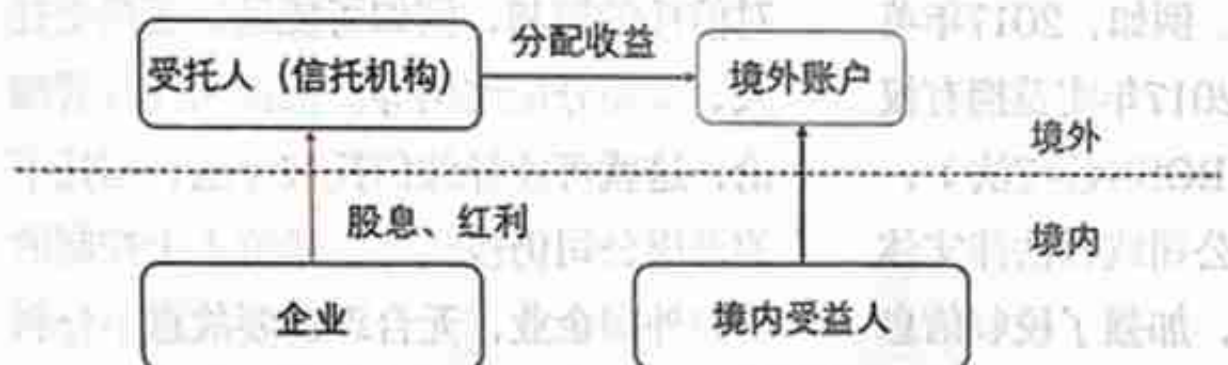 分配收益
受托人（信托机构）
境外账户
境外
股息、红利
境内
企业
境内受益人